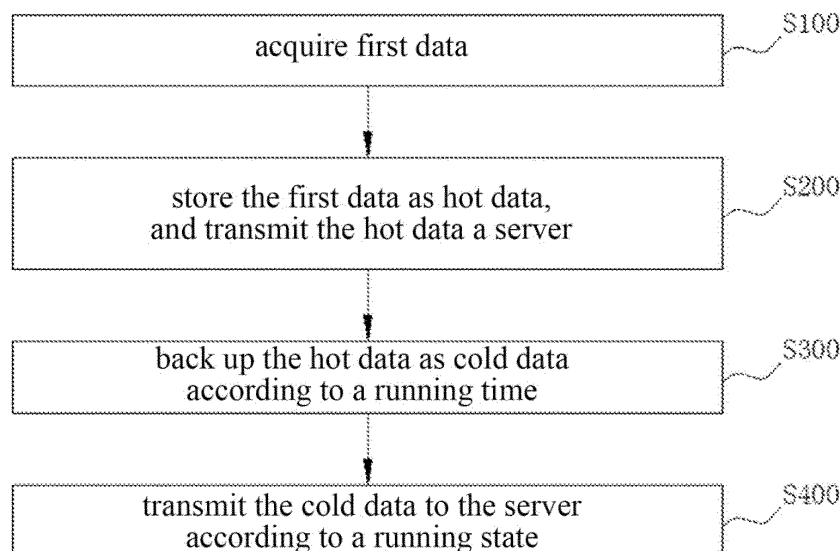 acquire first data
S100
store the first data as hot data,
and transmit the hot data a server
S200
back up the hot data as cold data
according to a running time
S300
transmit the cold data to the server
according to a running state
S400